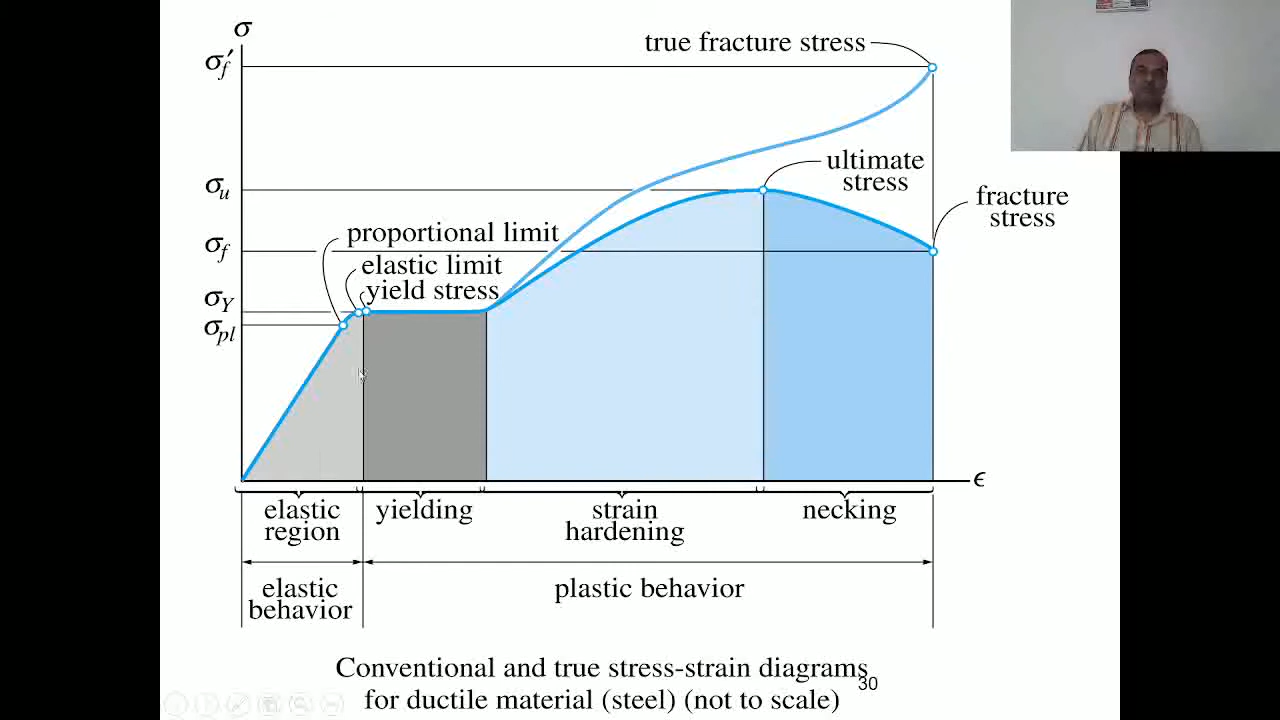 σ
σ′f
true fracture stress
σu
ultimate
stress
fracture
stress
σf
proportional limit
elastic limit
yield stress
σY
σpl
ϵ
elastic
region
yielding
strain
hardening
necking
elastic
behavior
plastic behavior
Conventional and true stress-strain diagrams
for ductile material (steel) (not to scale)
30